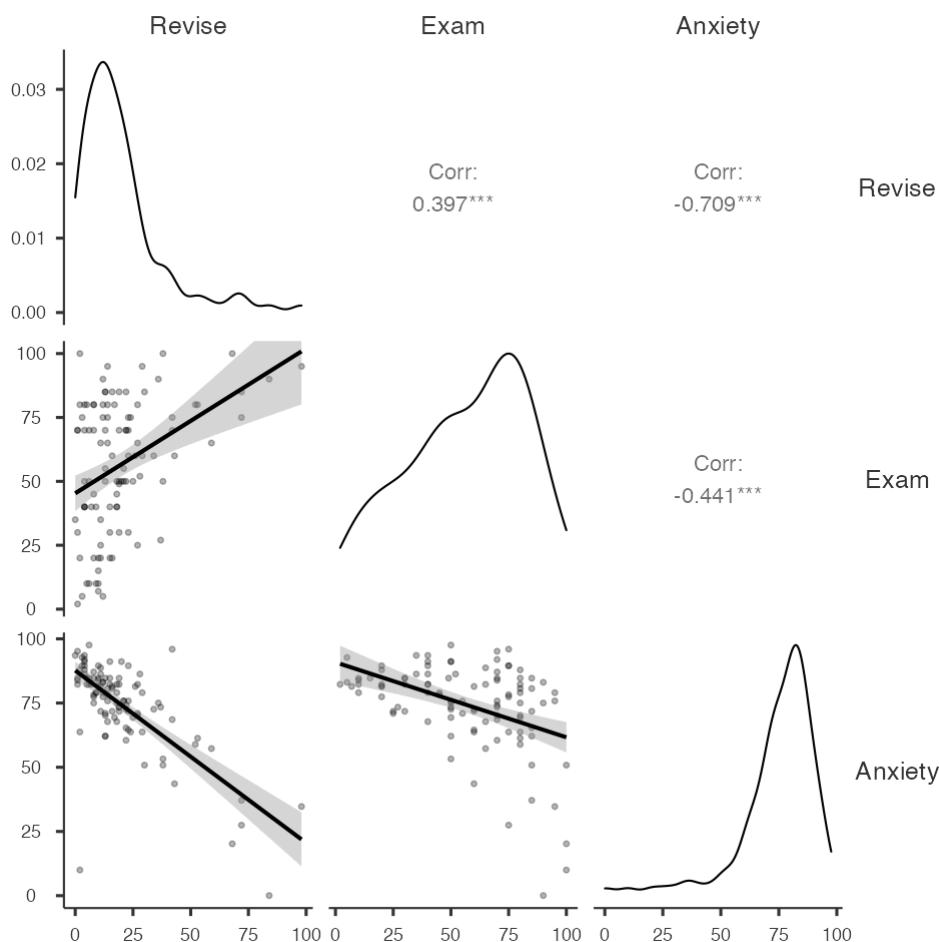 Revise Exam Anxiety
0.03
0.02
0.01
0.00
Corr:
0.397***
Corr:
-0.709***
Revise
100
75
50
25
0
Corr:
-0.441***
Exam
100
75
50
25
0
Anxiety
0 25 50 75 100 0 25 50 75 100 0 25 50 75 100